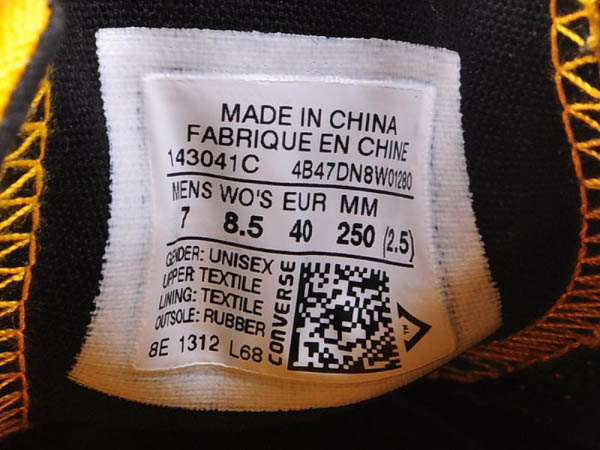 MADE IN CHINA
FABRIQUE EN CHINE
143041C 4B47DN8W01280
MENS WO'S EUR MM
7 8.5 40 250 (2.5)
GENDER: UNISEX
UPPER: TEXTILE
LINING: TEXTILE
OUTSOLE: RUBBER
8E 1312 L68
CONVERSE
™